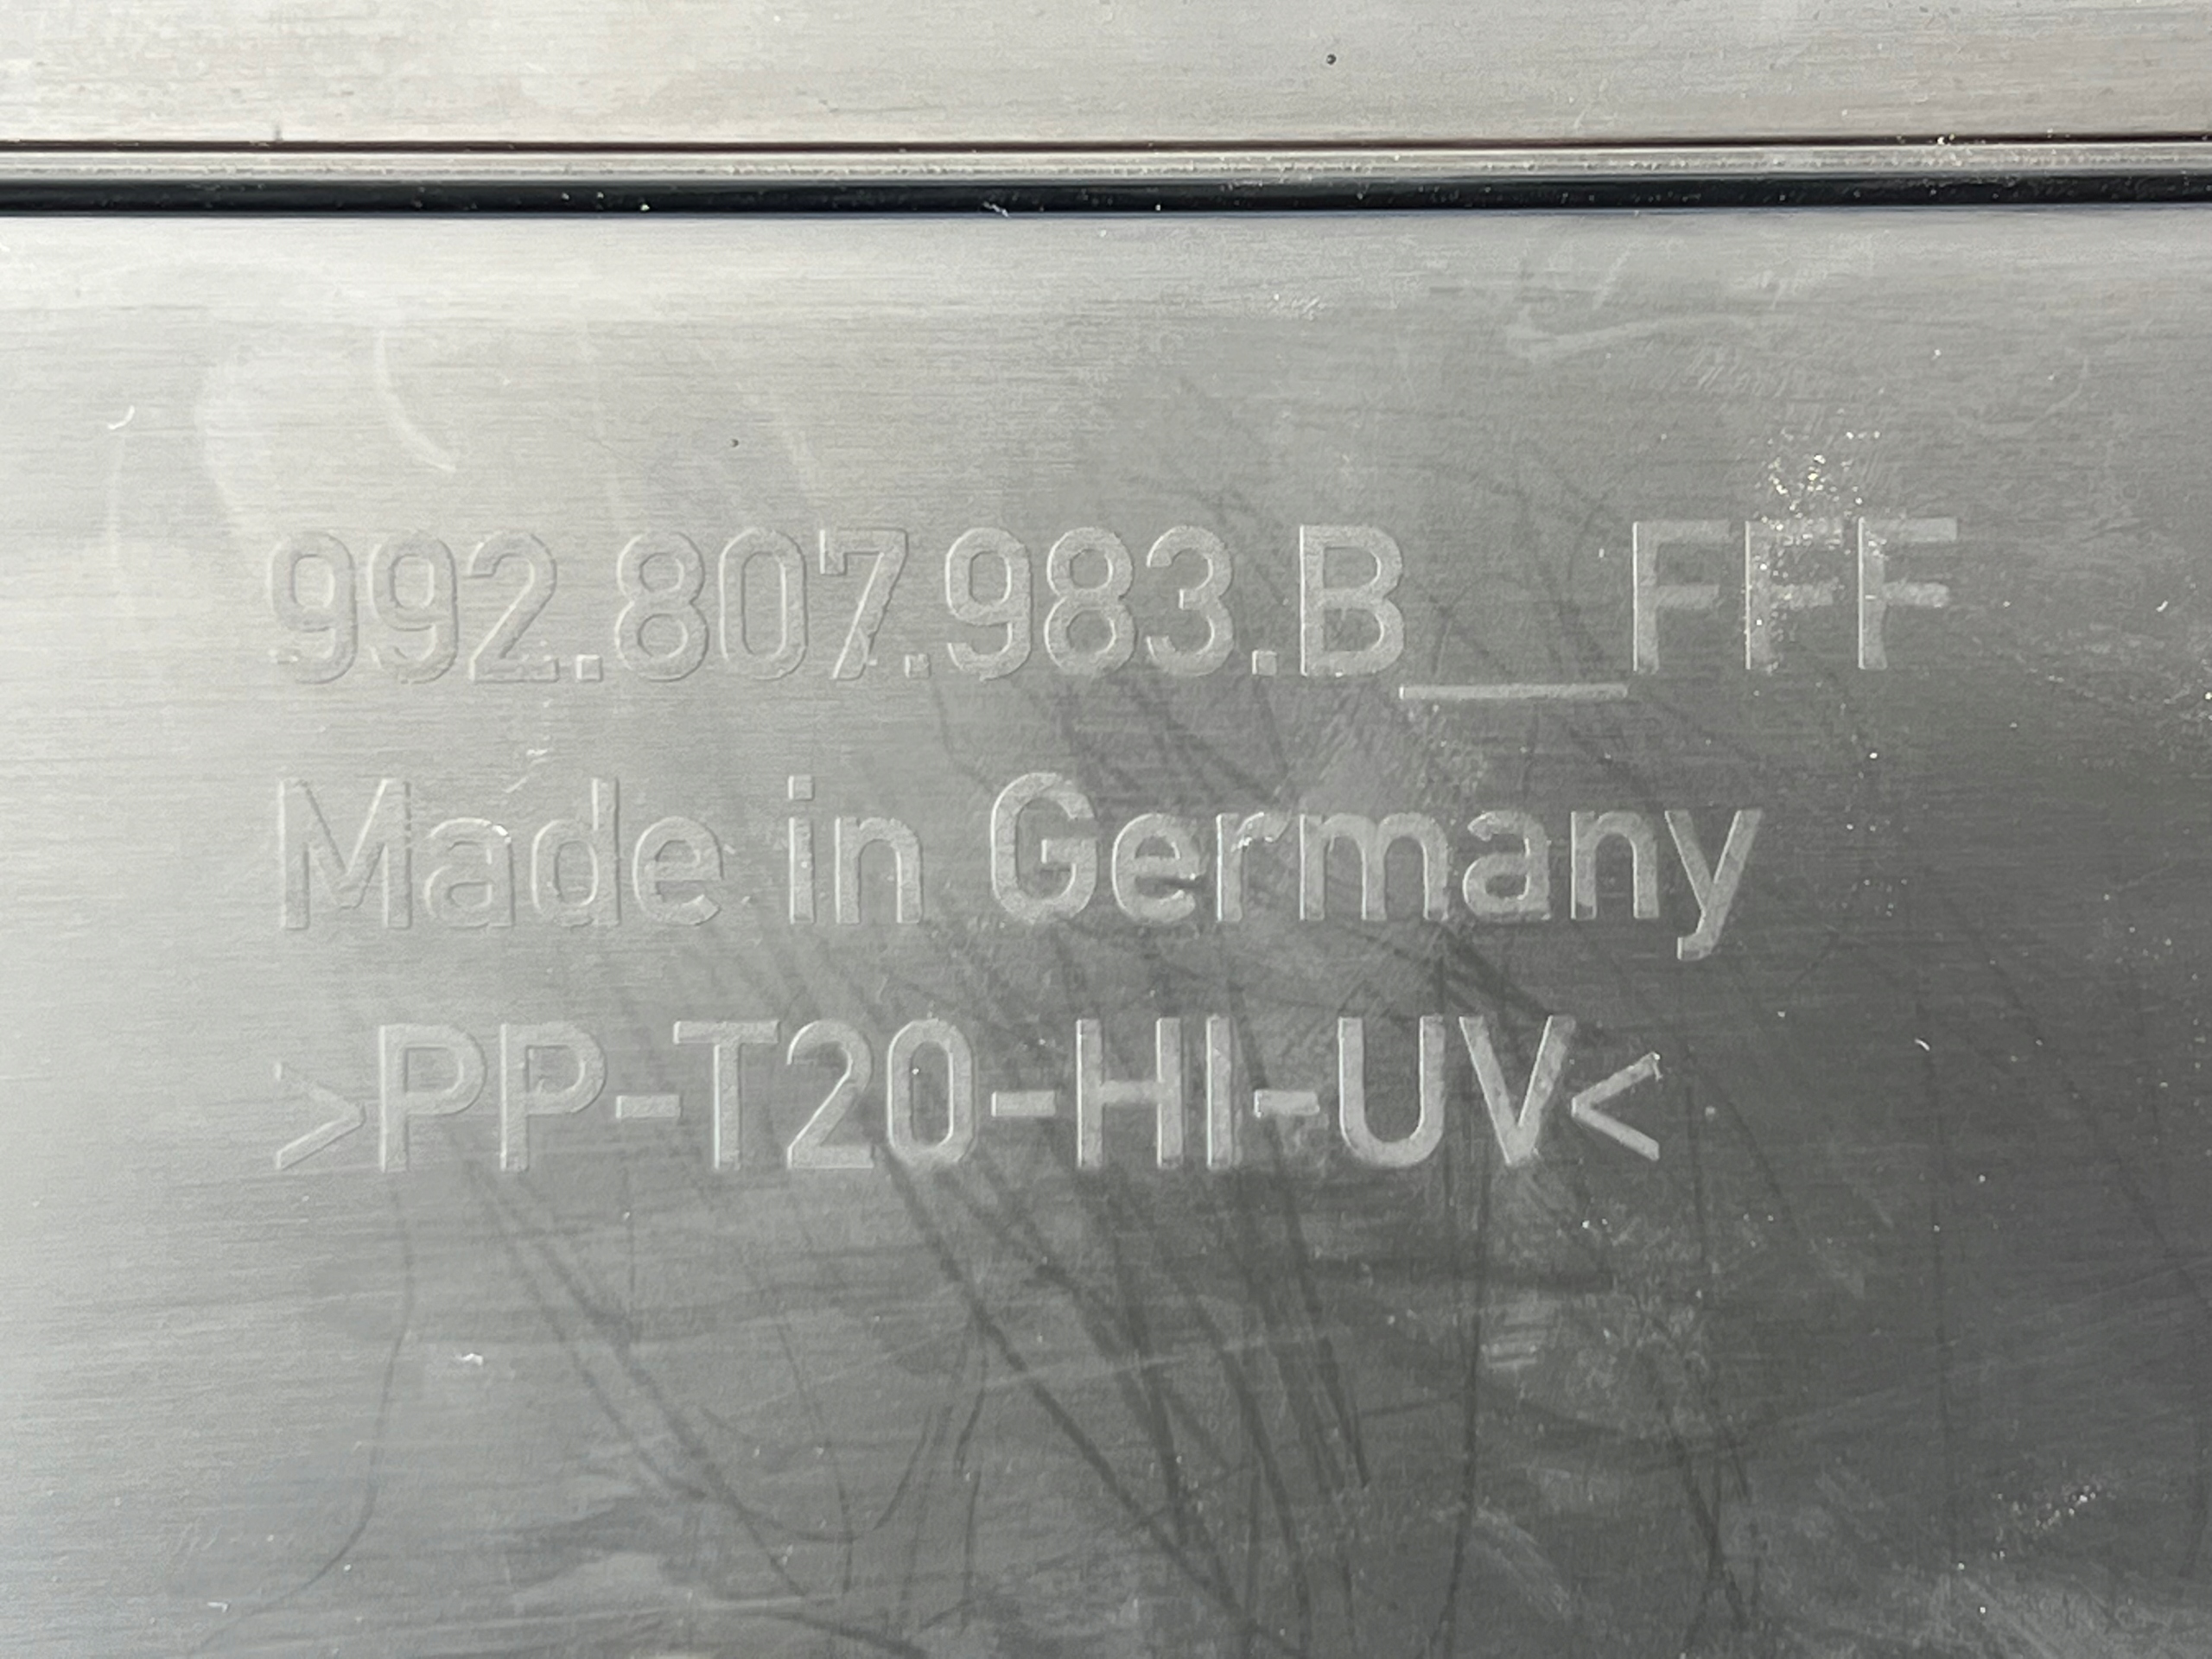 992.807.983.B__FFF
Made in Germany
>PP-T20-HI-UV<